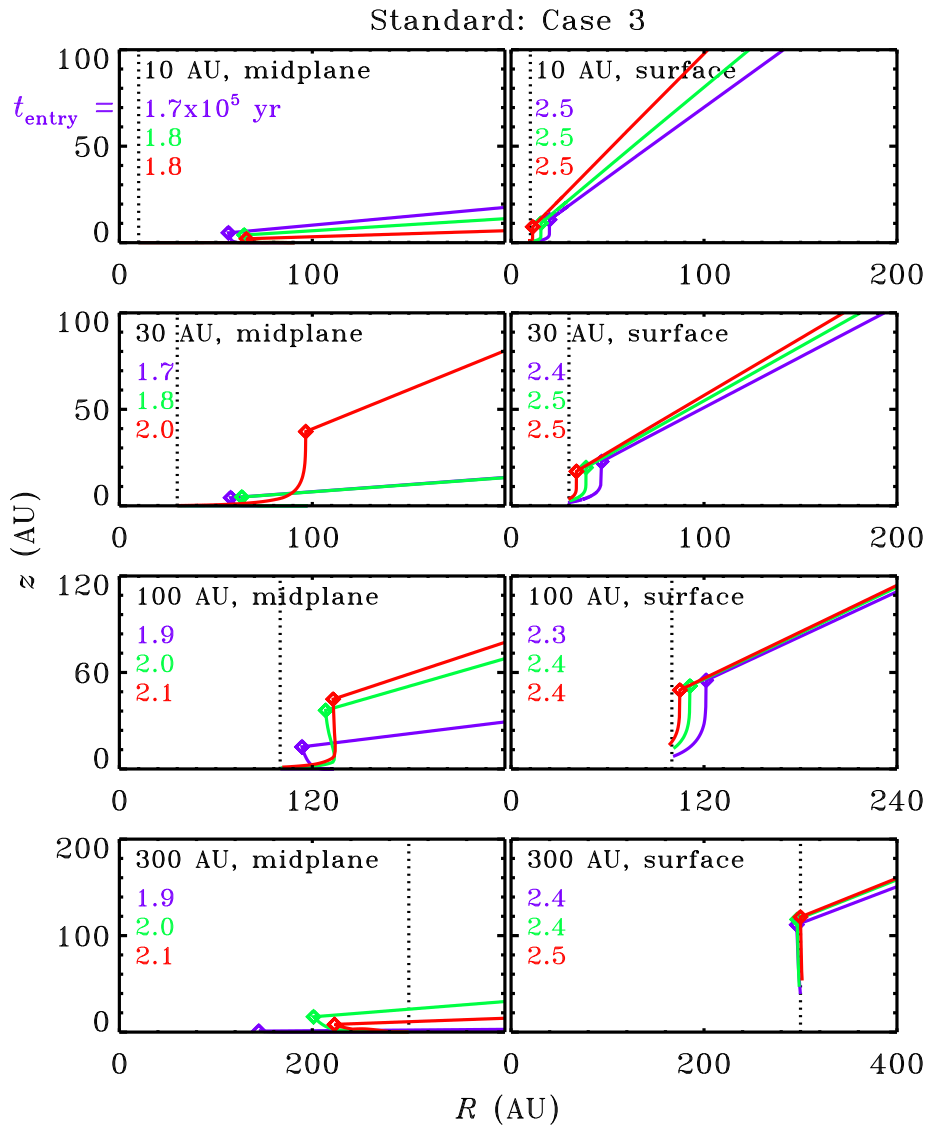 Standard: Case 3
100 10 AU, midplane 10 AU, surface
t_entry = 1.7x10^5 yr 2.5
1.8 2.5
50 1.8 2.5
0
0 100 0 100 200
100 30 AU, midplane 30 AU, surface
1.7 2.4
1.8 2.5
50 2.0 2.5
0
0 100 0 100 200
z (AU)
120 100 AU, midplane 100 AU, surface
1.9 2.3
60 2.0 2.4
2.1 2.4
0
0 120 0 120 240
200 300 AU, midplane 300 AU, surface
1.9 2.4
100 2.0 2.4
2.1 2.5
0
0 200 0 200 400
R (AU)